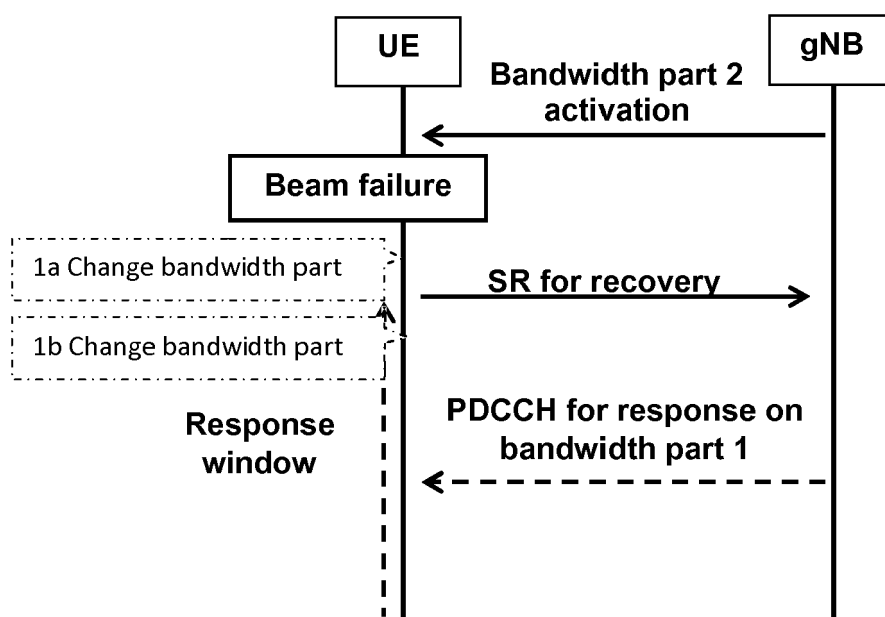 UE
gNB
Bandwidth part 2
activation
Beam failure
1a Change bandwidth part
SR for recovery
1b Change bandwidth part
PDCCH for response on
bandwidth part 1
Response
window